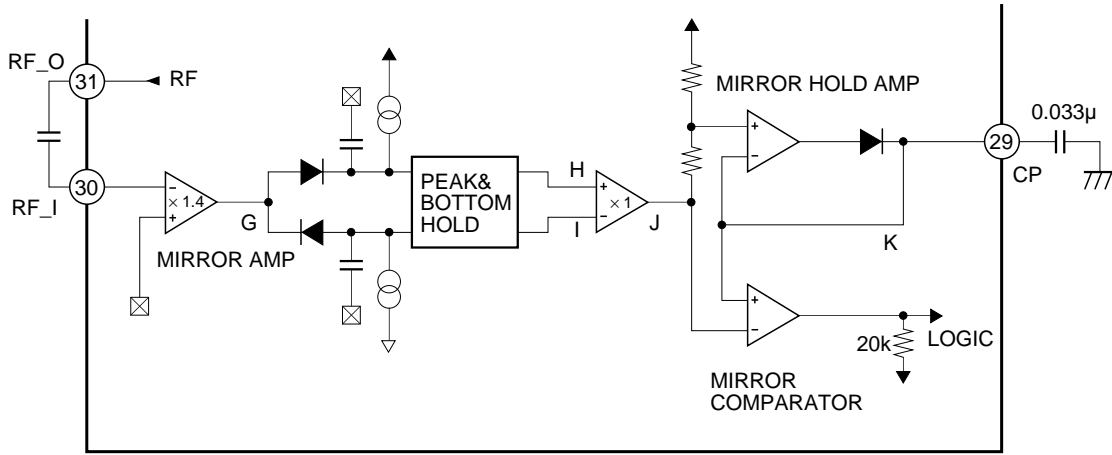 RF_O
31
RF
30
RF_I
−
× 1.4
+
MIRROR AMP
G
PEAK&
BOTTOM
HOLD
H
I
+
× 1
−
J
MIRROR HOLD AMP
+
−
K
29
CP
0.033µ
+
−
MIRROR
COMPARATOR
20k
LOGIC